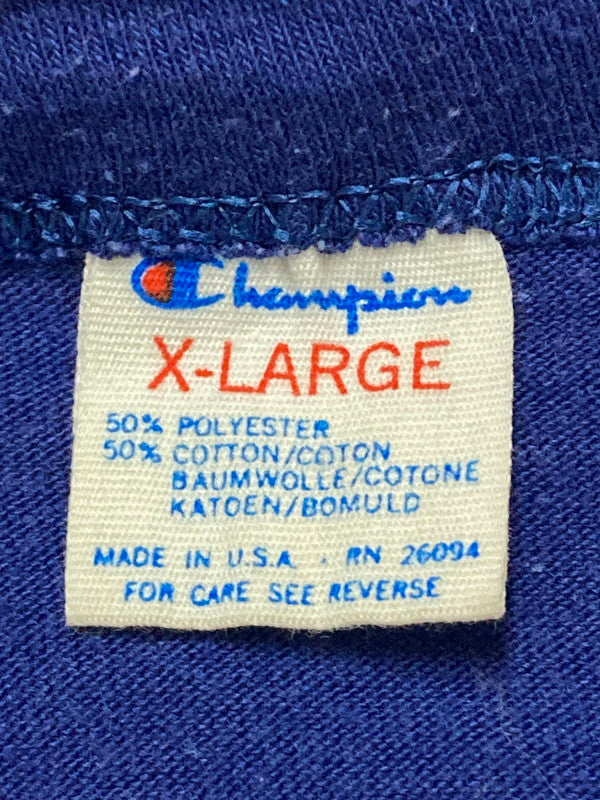 Champion
X-LARGE
50% POLYESTER
50% COTTON/COTON
BAUMWOLLE/COTONE
KATOEN/BOMULD
MADE IN U.S.A. RN 26094
FOR CARE SEE REVERSE